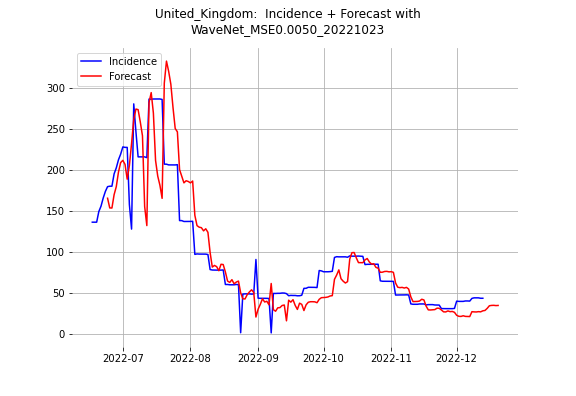 United_Kingdom:  Incidence + Forecast with
WaveNet_MSE0.0050_20221023
Incidence
Forecast
300
250
200
150
100
50
0
2022-07 2022-08 2022-09 2022-10 2022-11 2022-12